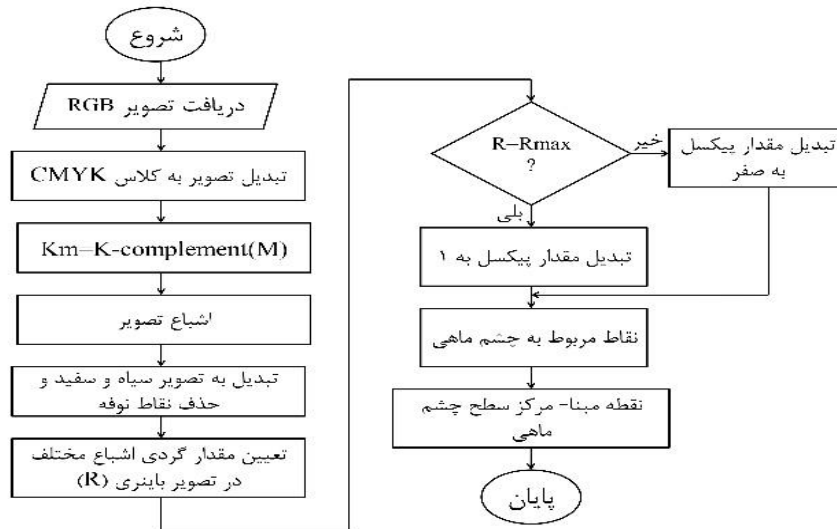 شروع
دریافت تصویر RGB
تبدیل تصویر به کلاس CMYK
Km–K-complement(M)
اشباع تصویر
تبدیل به تصویر سیاه و سفید و
حذف نقاط نوفه
تعیین مقدار گردی اشباع مختلف
در تصویر باینری (R)
R–Rmax
?
خیر
تبدیل مقدار پیکسل
به صفر
بلی
تبدیل مقدار پیکسل به ۱
نقاط مربوط به چشم ماهی
نقطه مبنا- مرکز سطح چشم
ماهی
پایان